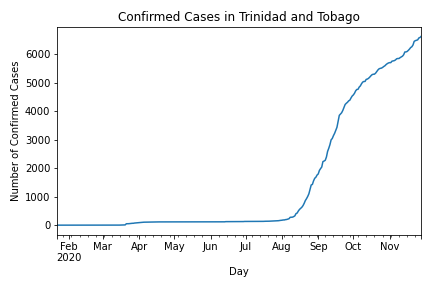 Confirmed Cases in Trinidad and Tobago
Number of Confirmed Cases
6000
5000
4000
3000
2000
1000
0
Feb Mar Apr May Jun Jul Aug Sep Oct Nov
2020
Day